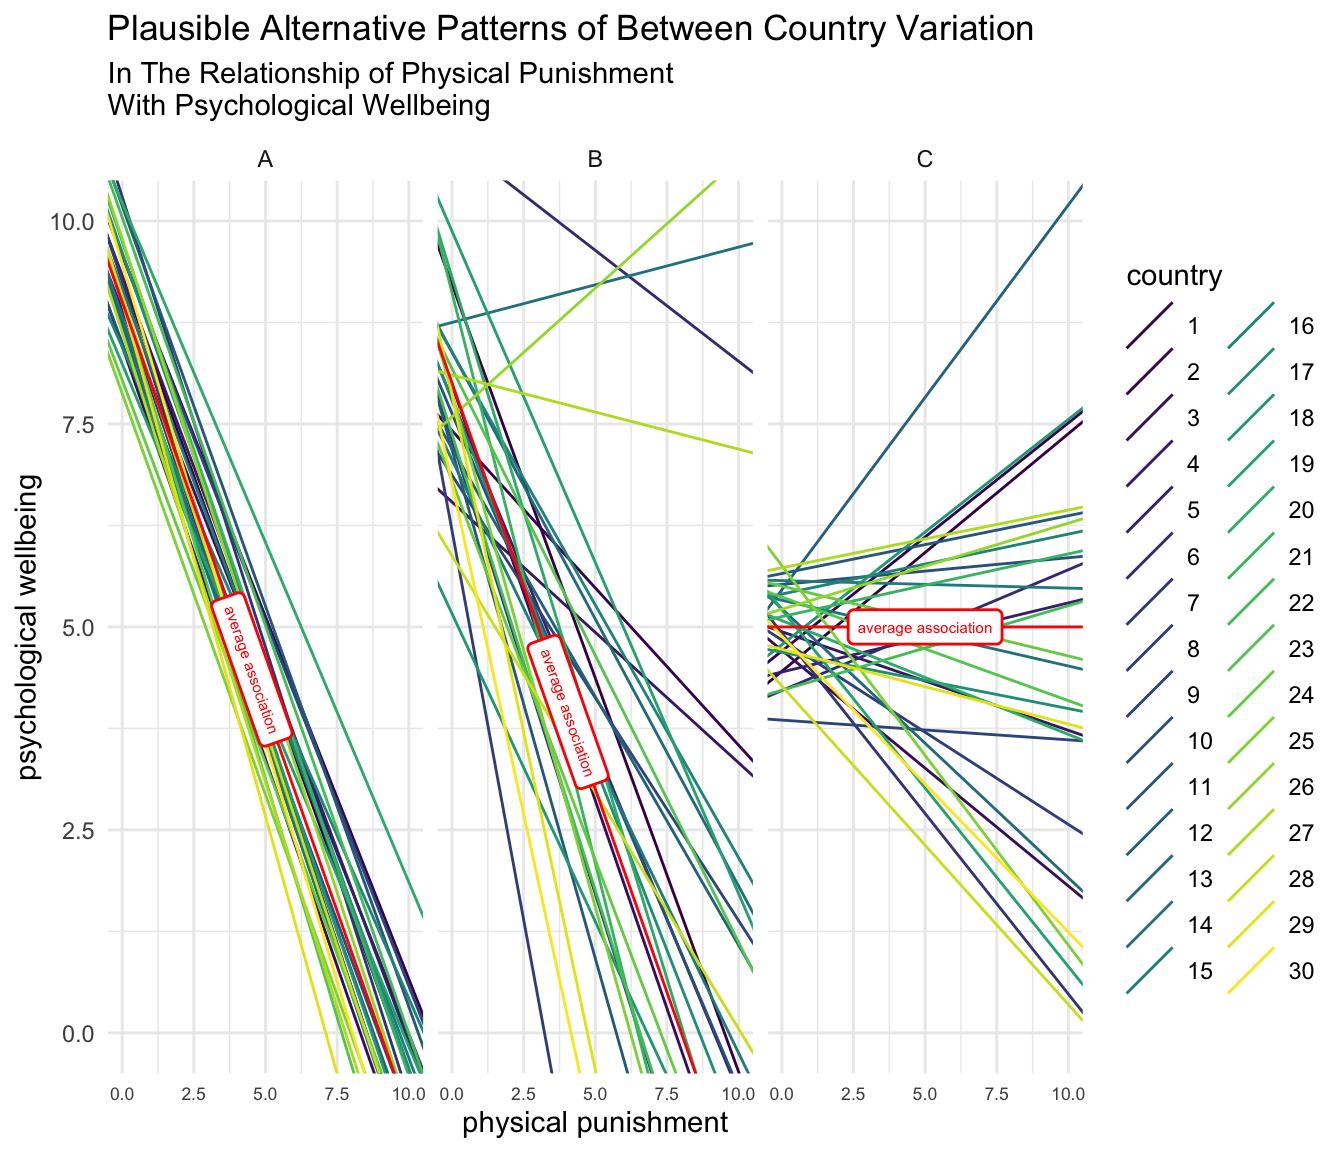 Plausible Alternative Patterns of Between Country Variation
In The Relationship of Physical Punishment
With Psychological Wellbeing
A
B
C
10.0
7.5
5.0
2.5
0.0
psychological wellbeing
average association
average association
average association
0.0 2.5 5.0 7.5 10.0
0.0 2.5 5.0 7.5 10.0
0.0 2.5 5.0 7.5 10.0
physical punishment
country
1 16
2 17
3 18
4 19
5 20
6 21
7 22
8 23
9 24
10 25
11 26
12 27
13 28
14 29
15 30